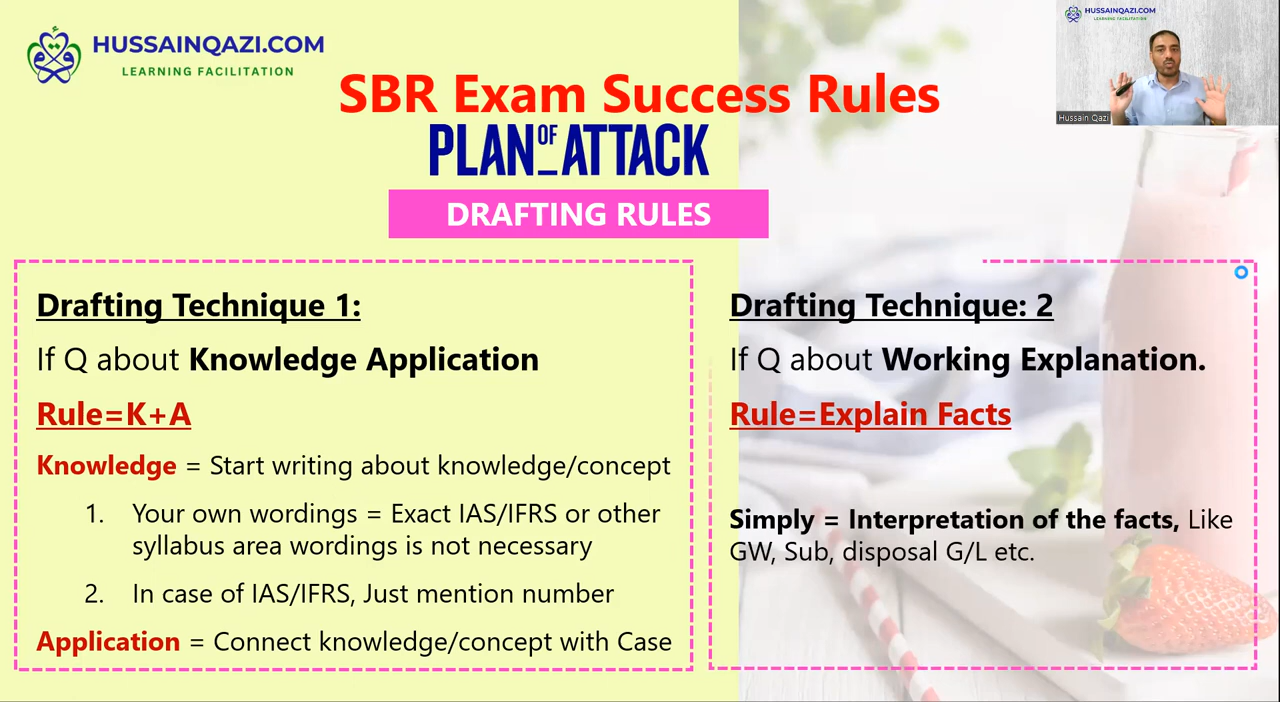 HUSSAINQAZI.COM
LEARNING FACILITATION
HUSSAINQAZI.COM
LEARNING FACILITATION
Hussain Qazi
SBR Exam Success Rules
PLAN OF ATTACK
DRAFTING RULES
Drafting Technique 1:
If Q about Knowledge Application
Rule=K+A
Knowledge = Start writing about knowledge/concept
1. Your own wordings = Exact IAS/IFRS or other
syllabus area wordings is not necessary
2. In case of IAS/IFRS, Just mention number
Application = Connect knowledge/concept with Case
Drafting Technique: 2
If Q about Working Explanation.
Rule=Explain Facts
Simply = Interpretation of the facts, Like
GW, Sub, disposal G/L etc.